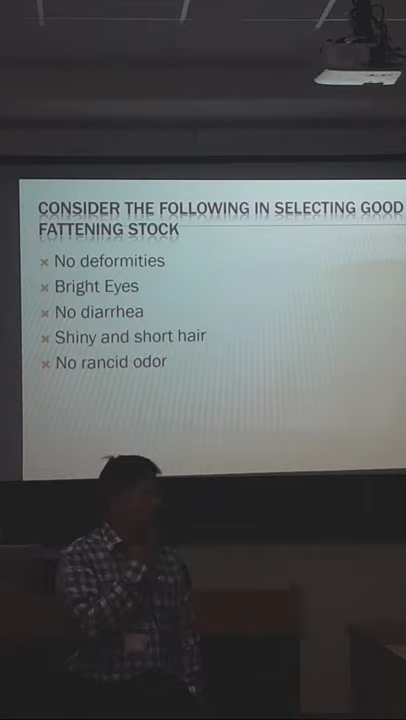 CONSIDER THE FOLLOWING IN SELECTING GOOD
FATTENING STOCK
No deformities
Bright Eyes
No diarrhea
Shiny and short hair
No rancid odor